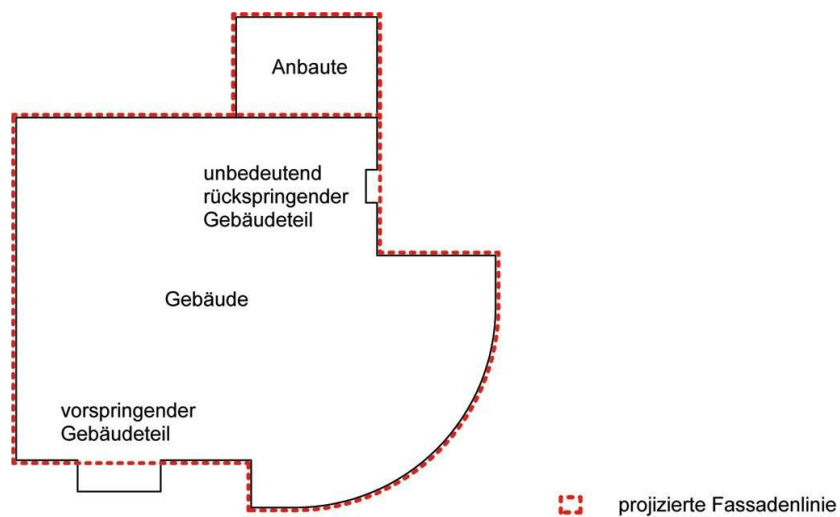 Anbaute
unbedeutend
rückspringender
Gebäudeteil
Gebäude
vorspringender
Gebäudeteil
projizierte Fassadenlinie